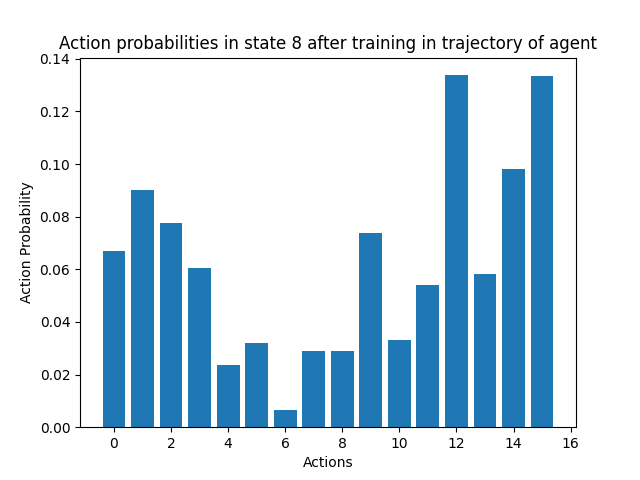 Action probabilities in state 8 after training in trajectory of agent
0.14
0.12
0.10
0.08
0.06
0.04
0.02
0.00
Action Probability
0 2 4 6 8 10 12 14 16
Actions